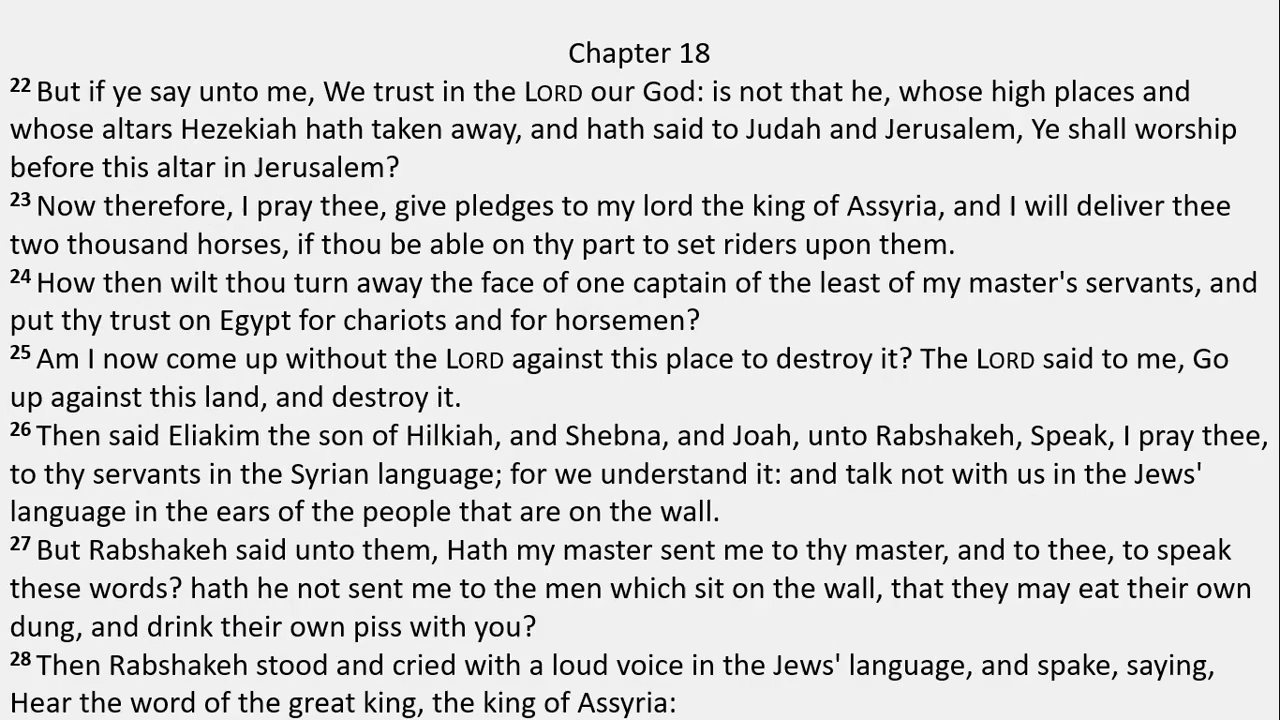 Chapter 18
22 But if ye say unto me, We trust in the LORD our God: is not that he, whose high places and
whose altars Hezekiah hath taken away, and hath said to Judah and Jerusalem, Ye shall worship
before this altar in Jerusalem?
23 Now therefore, I pray thee, give pledges to my lord the king of Assyria, and I will deliver thee
two thousand horses, if thou be able on thy part to set riders upon them.
24 How then wilt thou turn away the face of one captain of the least of my master's servants, and
put thy trust on Egypt for chariots and for horsemen?
25 Am I now come up without the LORD against this place to destroy it? The LORD said to me, Go
up against this land, and destroy it.
26 Then said Eliakim the son of Hilkiah, and Shebna, and Joah, unto Rabshakeh, Speak, I pray thee,
to thy servants in the Syrian language; for we understand it: and talk not with us in the Jews'
language in the ears of the people that are on the wall.
27 But Rabshakeh said unto them, Hath my master sent me to thy master, and to thee, to speak
these words? hath he not sent me to the men which sit on the wall, that they may eat their own
dung, and drink their own piss with you?
28 Then Rabshakeh stood and cried with a loud voice in the Jews' language, and spake, saying,
Hear the word of the great king, the king of Assyria: